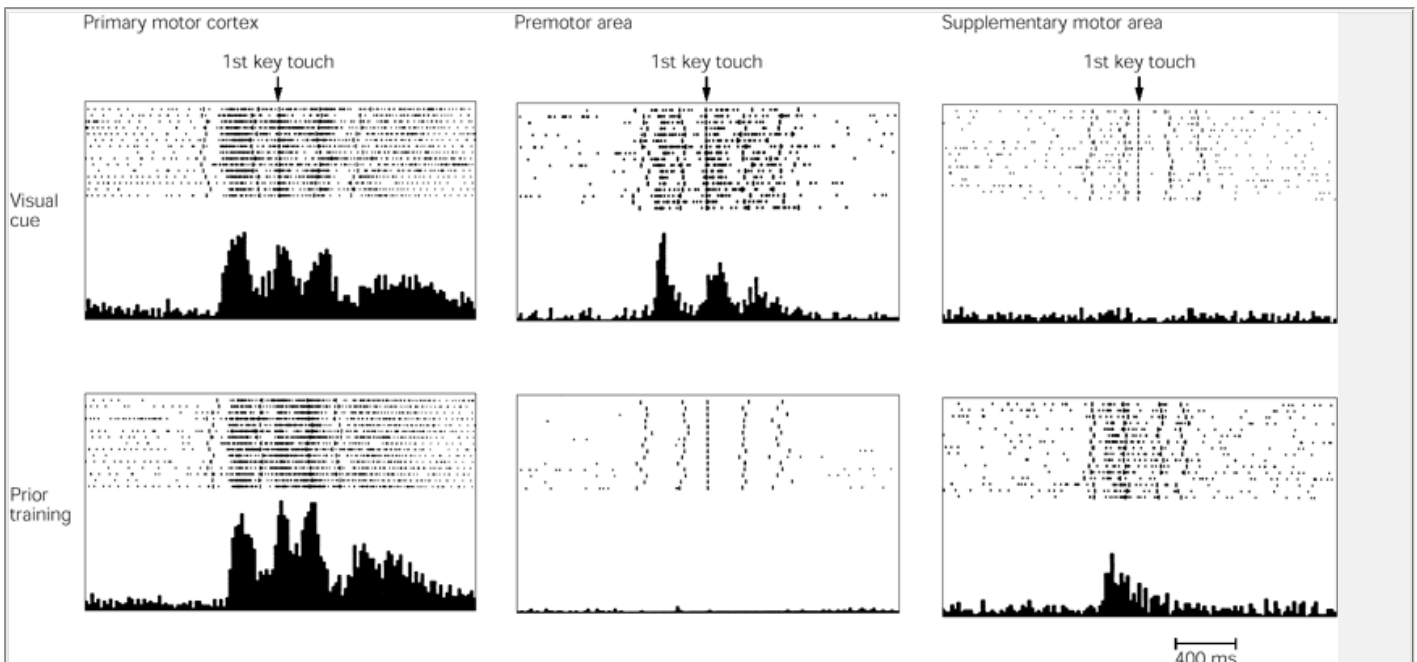 Primary motor cortex
Premotor area
Supplementary motor area
1st key touch
1st key touch
1st key touch
Visual
cue
Prior
training
400 ms